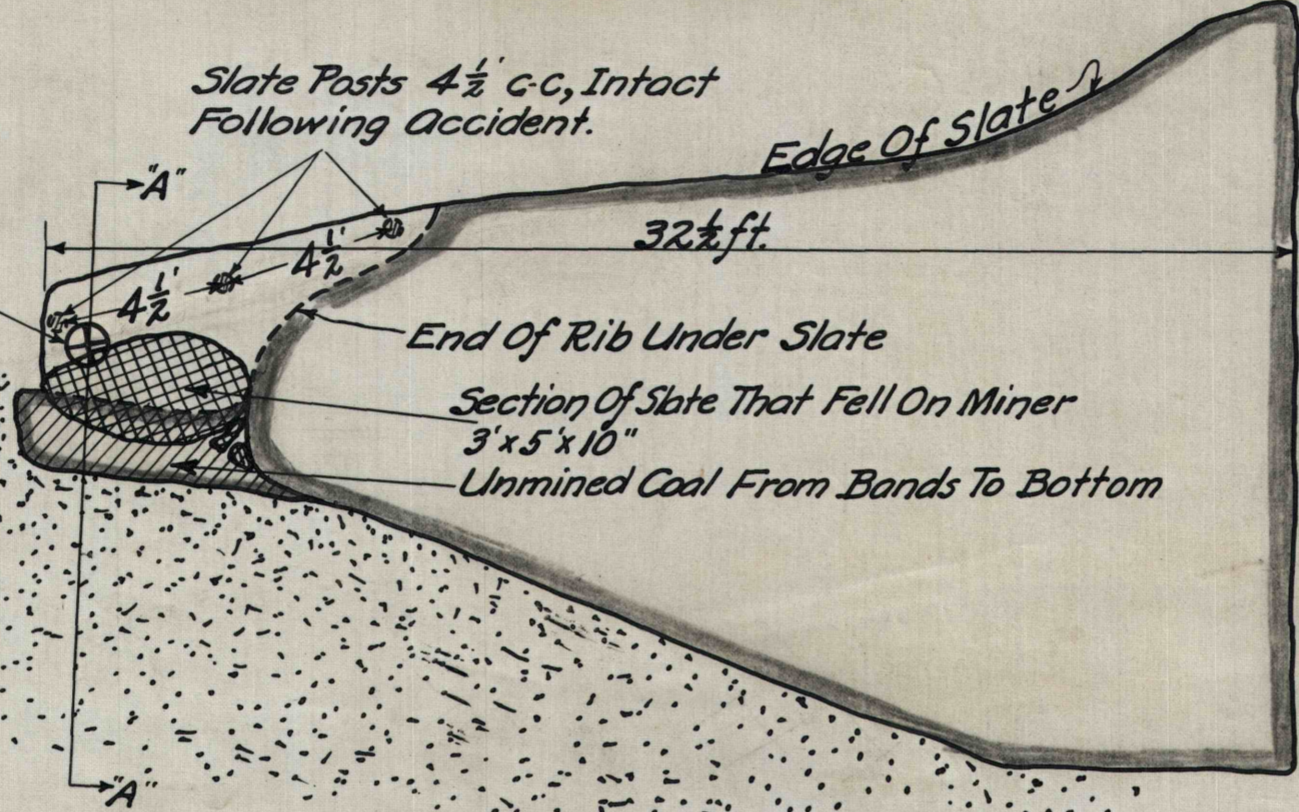 Slate Posts 4½' c-c, Intact
Following Accident.
"A"
Edge Of Slate
32½ ft.
4½'
4½'
End Of Rib Under Slate
Section Of Slate That Fell On Miner
3'x5'x10"
Unmined Coal From Bands To Bottom
"A"